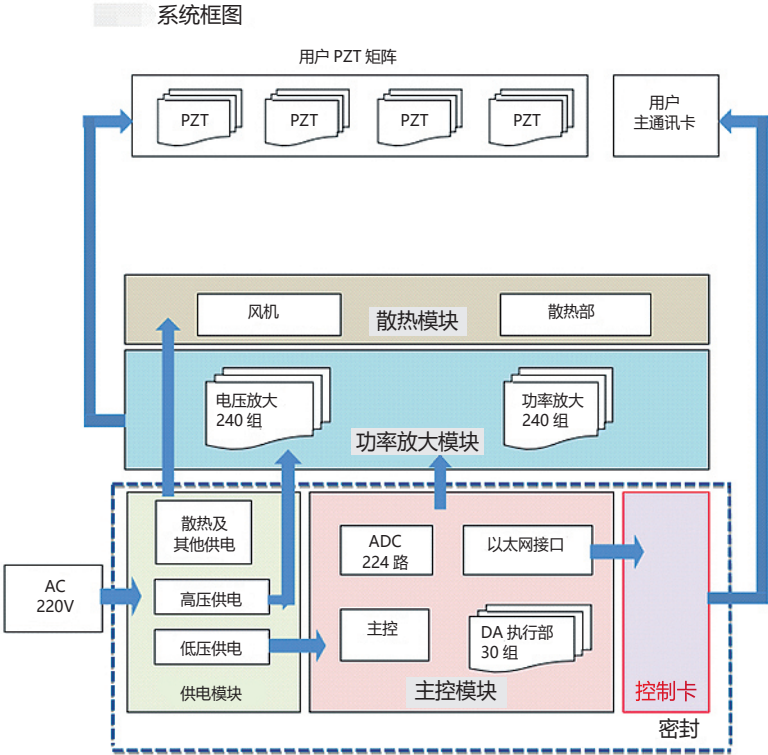 系统框图
用户 PZT 矩阵
PZT
PZT
PZT
PZT
用户
主通讯卡
风机
散热模块
散热部
电压放大
240 组
功率放大
240 组
功率放大模块
散热及
其他供电
ADC
224 路
以太网接口
AC
220V
高压供电
低压供电
主控
DA 执行部
30 组
供电模块
主控模块
控制卡
密封